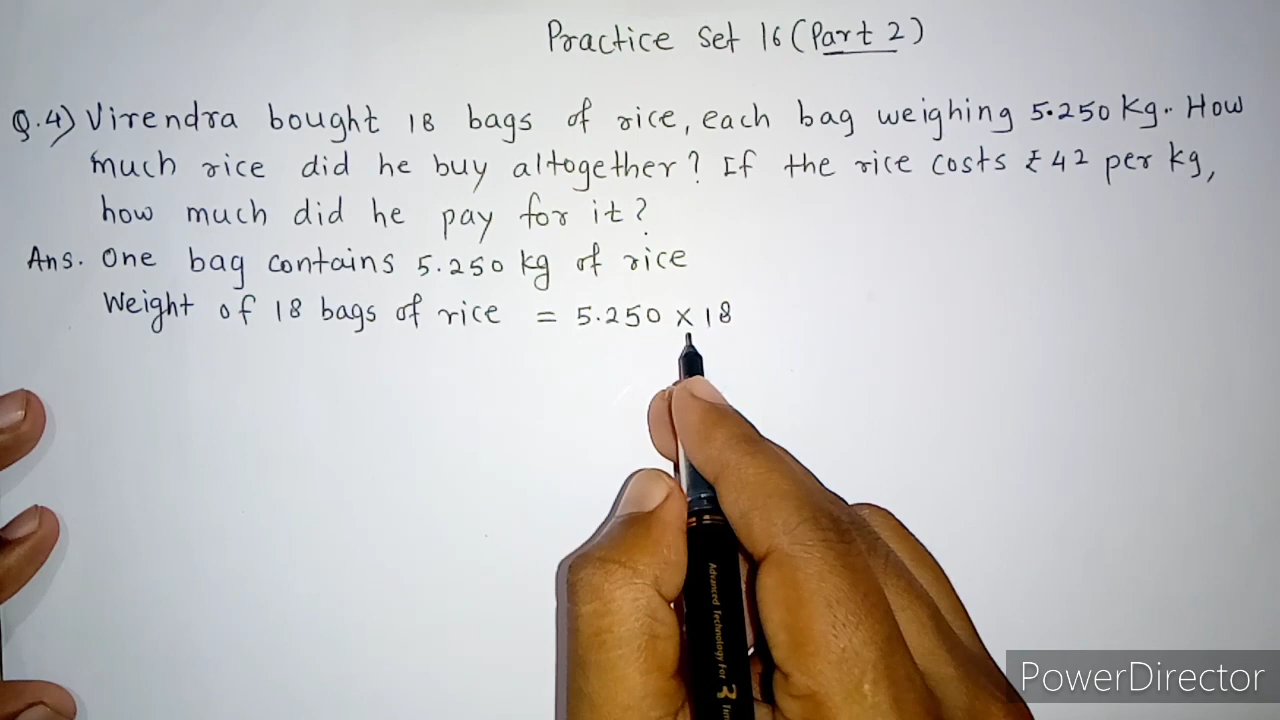 Practice Set 16 (Part 2)
Q.4) Virendra bought 18 bags of rice, each bag weighing 5.250 Kg.. How
much rice did he buy altogether? If the rice costs ₹42 per kg,
how much did he pay for it?
Ans. One bag contains 5.250 kg of rice
Weight of 18 bags of rice = 5.250 × 18
Advanced Technology For
PowerDirector